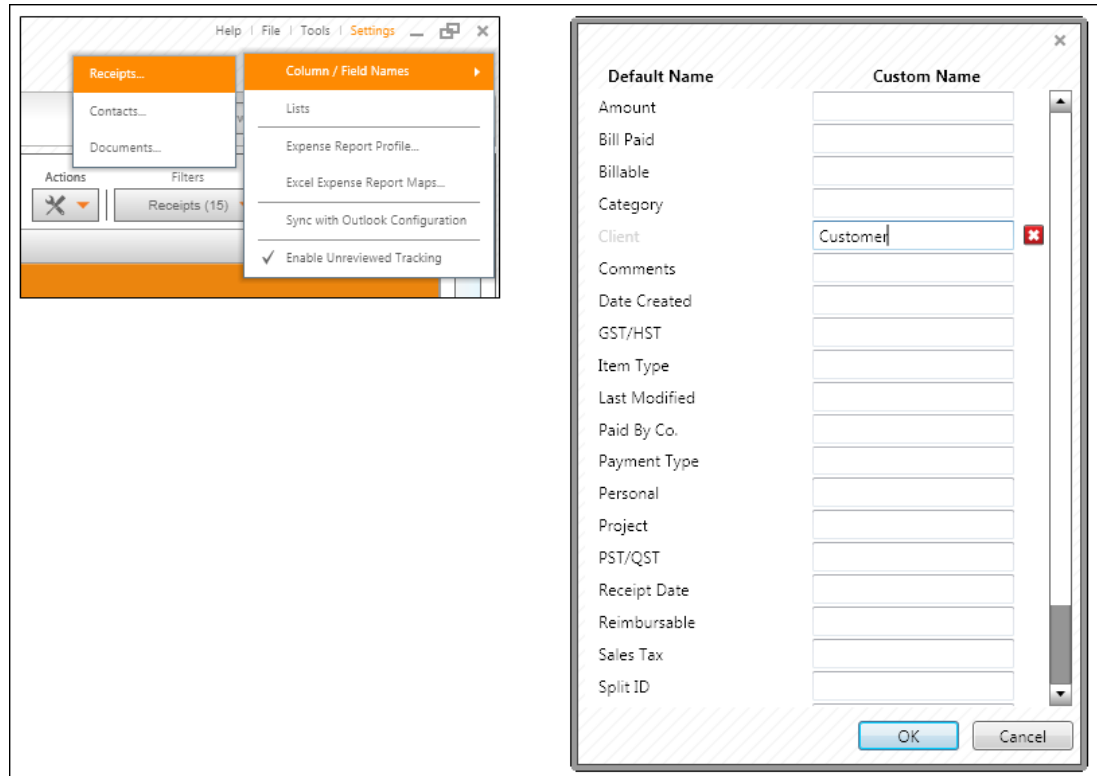 Help | File | Tools | Settings
Receipts...
Contacts...
Documents...
Column / Field Names
Lists
Expense Report Profile...
Excel Expense Report Maps...
Sync with Outlook Configuration
✓ Enable Unreviewed Tracking
Actions Filters
Receipts (15)
Default Name Custom Name
Amount
Bill Paid
Billable
Category
Client Customer
Comments
Date Created
GST/HST
Item Type
Last Modified
Paid By Co.
Payment Type
Personal
Project
PST/QST
Receipt Date
Reimbursable
Sales Tax
Split ID
OK Cancel